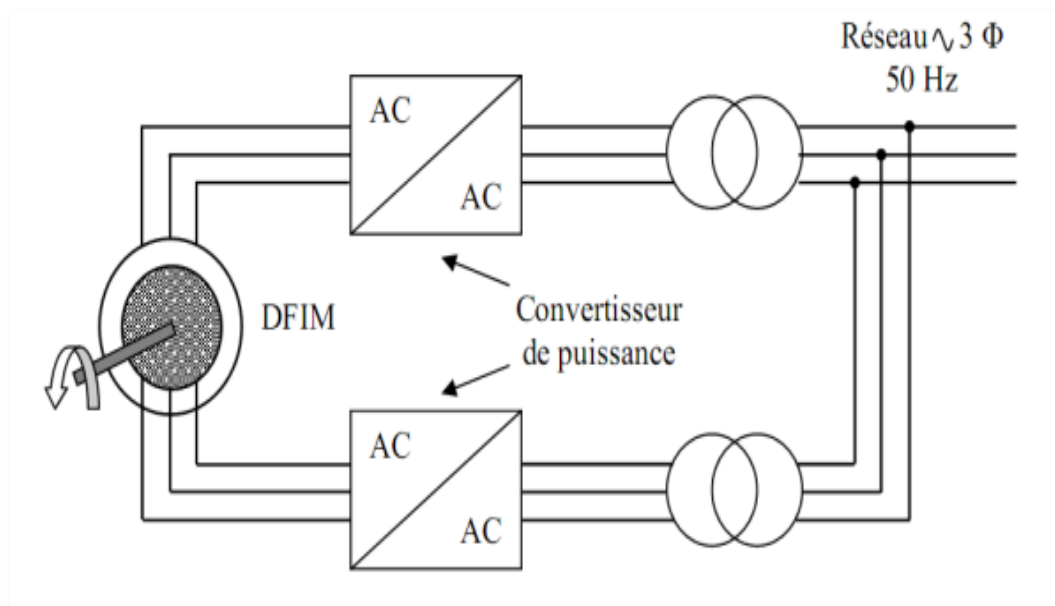 Réseau ∿ 3 Φ
50 Hz
AC
AC
DFIM
Convertisseur
de puissance
AC
AC